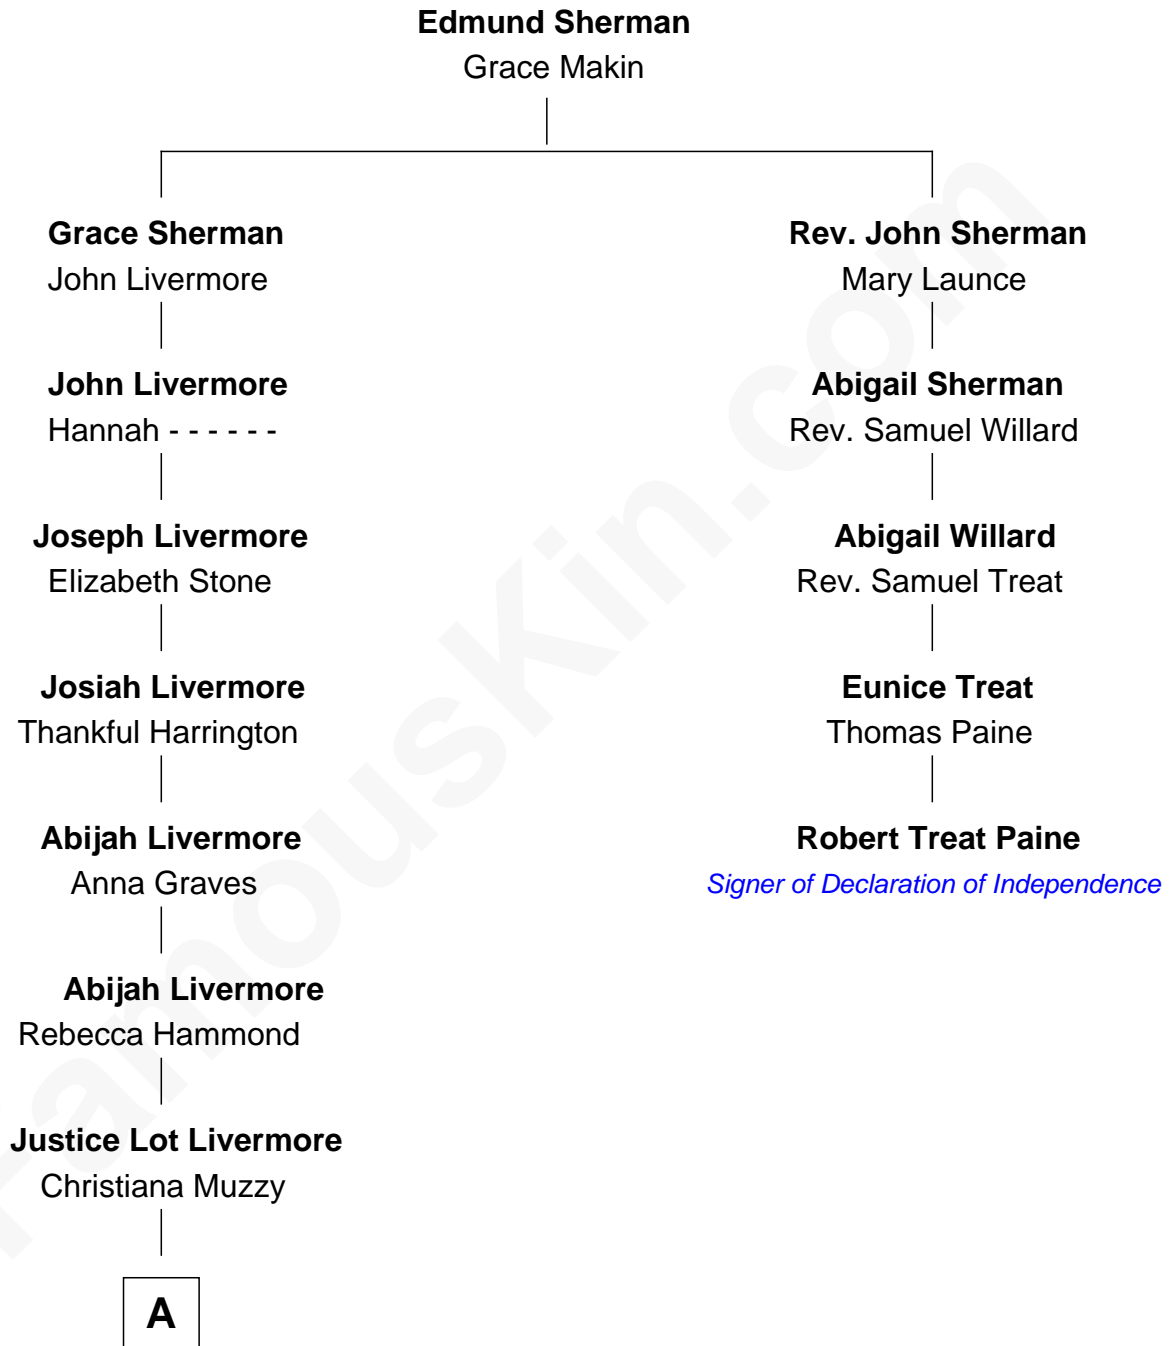 Edmund Sherman
Grace Makin
Grace Sherman
John Livermore
Rev. John Sherman
Mary Launce
John Livermore
Hannah - - - - - -
Abigail Sherman
Rev. Samuel Willard
Joseph Livermore
Elizabeth Stone
Abigail Willard
Rev. Samuel Treat
Josiah Livermore
Thankful Harrington
Eunice Treat
Thomas Paine
Abijah Livermore
Anna Graves
Robert Treat Paine
Signer of Declaration of Independence
Abijah Livermore
Rebecca Hammond
Justice Lot Livermore
Christiana Muzzy
A
FamousKin.com